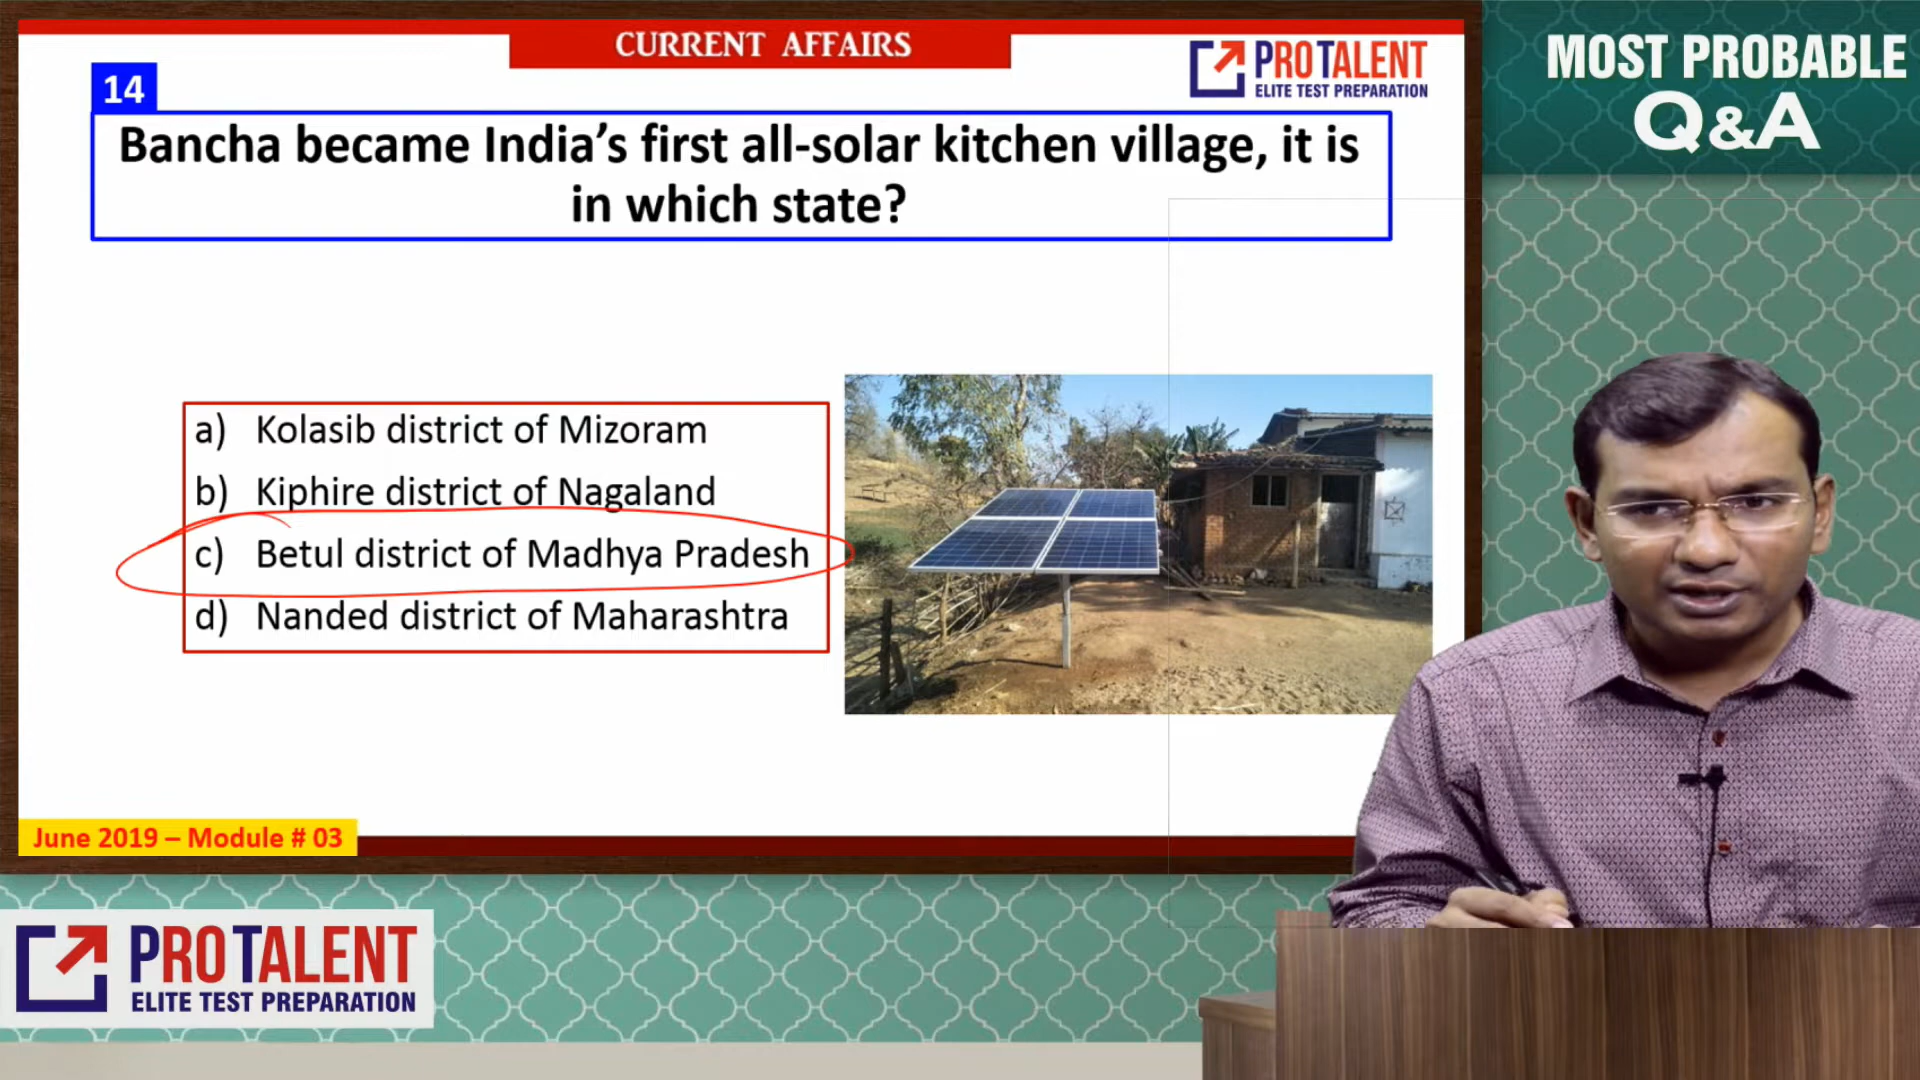 CURRENT AFFAIRS
PROTALENT
ELITE TEST PREPARATION
MOST PROBABLE
Q&A
14
Bancha became India’s first all-solar kitchen village, it is
in which state?
a) Kolasib district of Mizoram
b) Kiphire district of Nagaland
c) Betul district of Madhya Pradesh
d) Nanded district of Maharashtra
June 2019 – Module # 03
PROTALENT
ELITE TEST PREPARATION